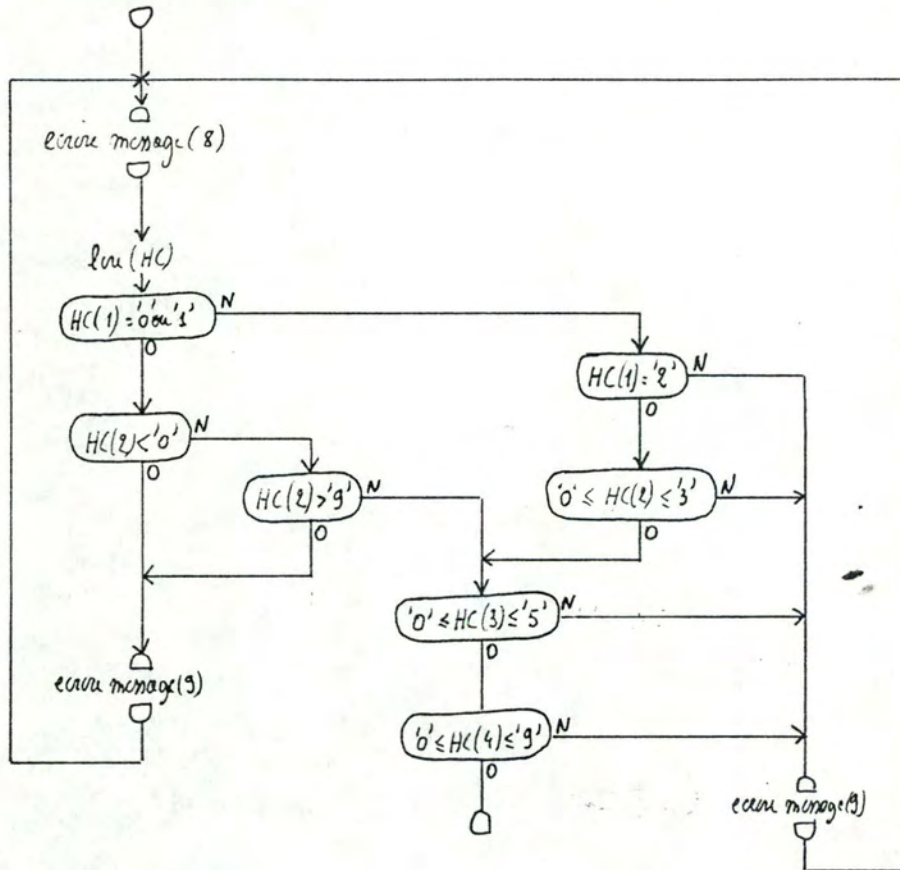 ecrire message(8)
lire (HC)
HC(1)='0'ou'1'
N
O
HC(1)='2'
N
O
HC(2)<'0'
N
O
HC(2)>'9'
N
O
'0' ≤ HC(2) ≤ '3'
N
O
'0' ≤ HC(3) ≤ '5'
N
O
ecrire message(9)
'0' ≤ HC(4) ≤ '9'
N
O
ecrire message(9)